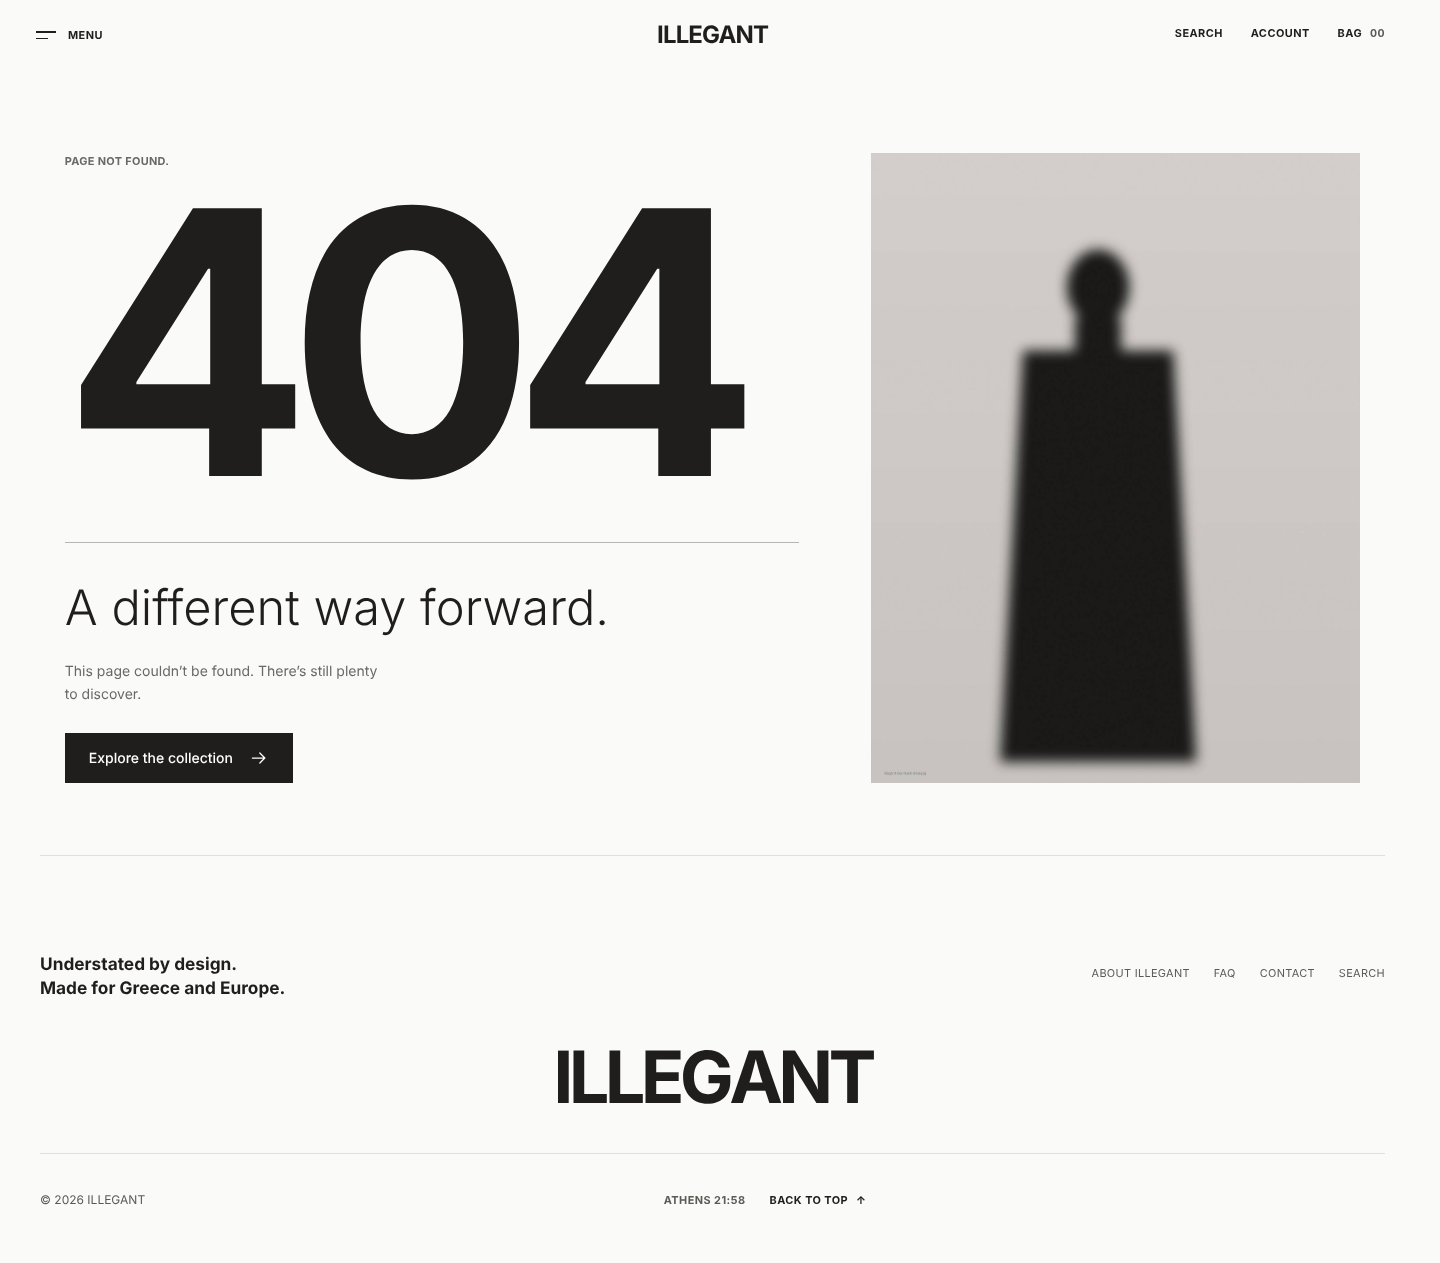 MENU
ILLEGANT
SEARCH
ACCOUNT
BAG 00
PAGE NOT FOUND.
404
A different way forward.
This page couldn’t be found. There’s still plenty
to discover.
Explore the collection →
Understated by design.
Made for Greece and Europe.
ABOUT ILLEGANT
FAQ
CONTACT
SEARCH
ILLEGANT
© 2026 ILLEGANT
ATHENS 21:58
BACK TO TOP ↑